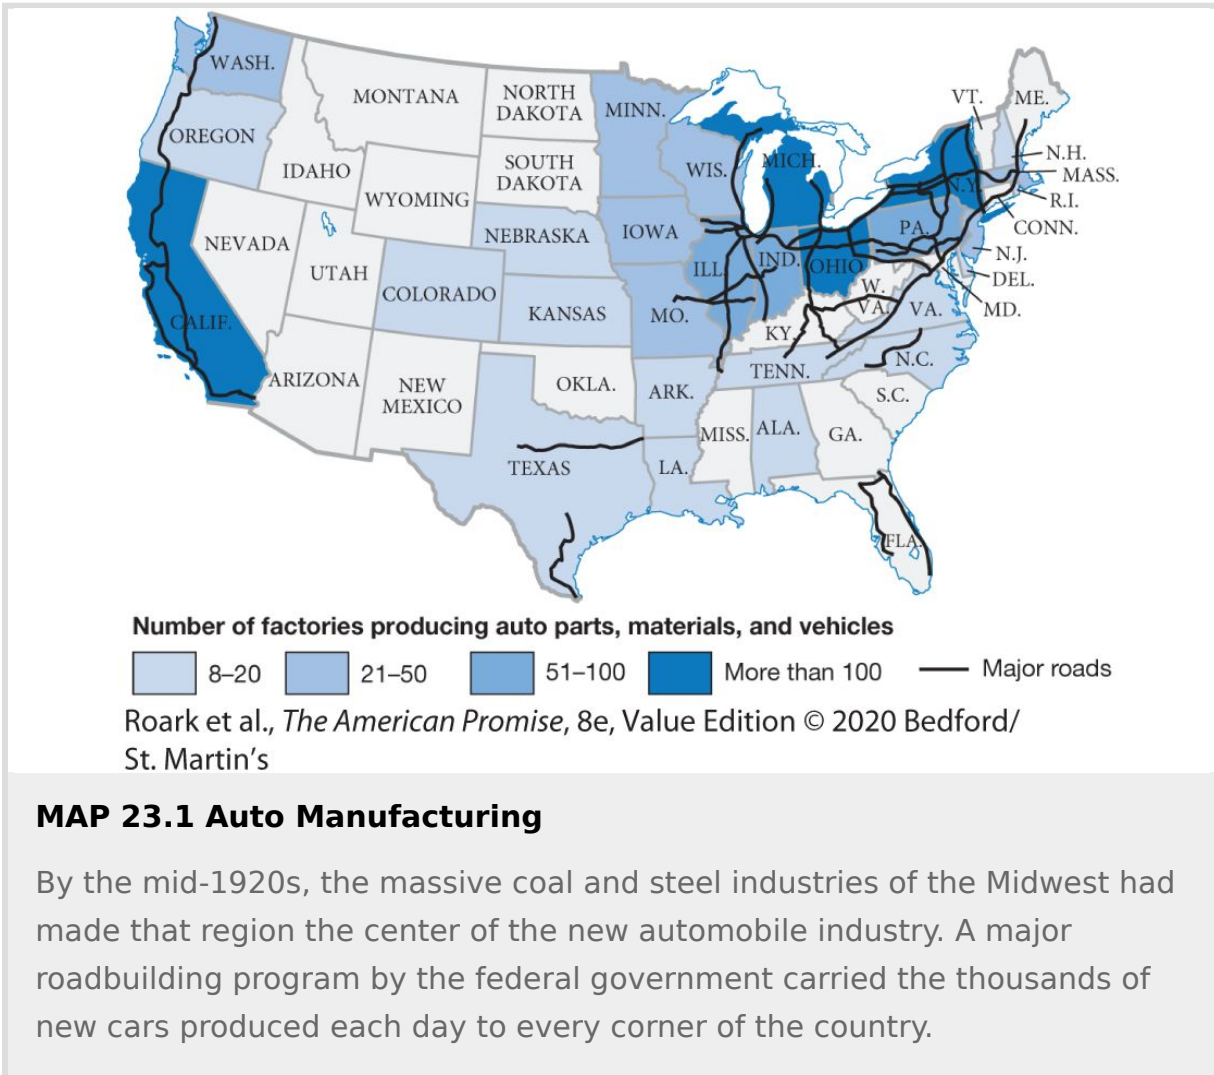 WASH.
MONTANA
NORTH
DAKOTA
MINN.
VT.
ME.
OREGON
IDAHO
SOUTH
DAKOTA
WIS.
MICH.
N.H.
MASS.
WYOMING
N.Y.
R.I.
NEVADA
NEBRASKA
IOWA
PA.
CONN.
UTAH
COLORADO
ILL.
IND.
OHIO
N.J.
DEL.
CALIF.
KANSAS
MO.
W.
VA.
VA.
MD.
KY.
ARIZONA
NEW
MEXICO
OKLA.
ARK.
TENN.
N.C.
S.C.
TEXAS
LA.
MISS.
ALA.
GA.
FLA.
Number of factories producing auto parts, materials, and vehicles
8–20 21–50 51–100 More than 100 Major roads
Roark et al., The American Promise, 8e, Value Edition © 2020 Bedford/
St. Martin’s
MAP 23.1 Auto Manufacturing
By the mid-1920s, the massive coal and steel industries of the Midwest had
made that region the center of the new automobile industry. A major
roadbuilding program by the federal government carried the thousands of
new cars produced each day to every corner of the country.